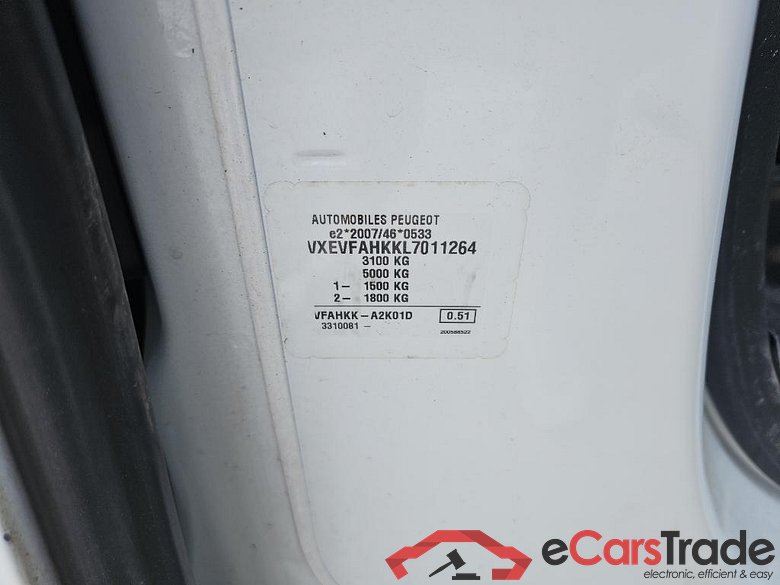 AUTOMOBILES PEUGEOT
e2*2007/46*0533
VXEVFAHKKL7011264
3100 KG
5000 KG
1- 1500 KG
2- 1800 KG
VFAHKK-A2K01D 0.51
3310081 -
200588522
eCarsTrade
electronic, efficient & easy